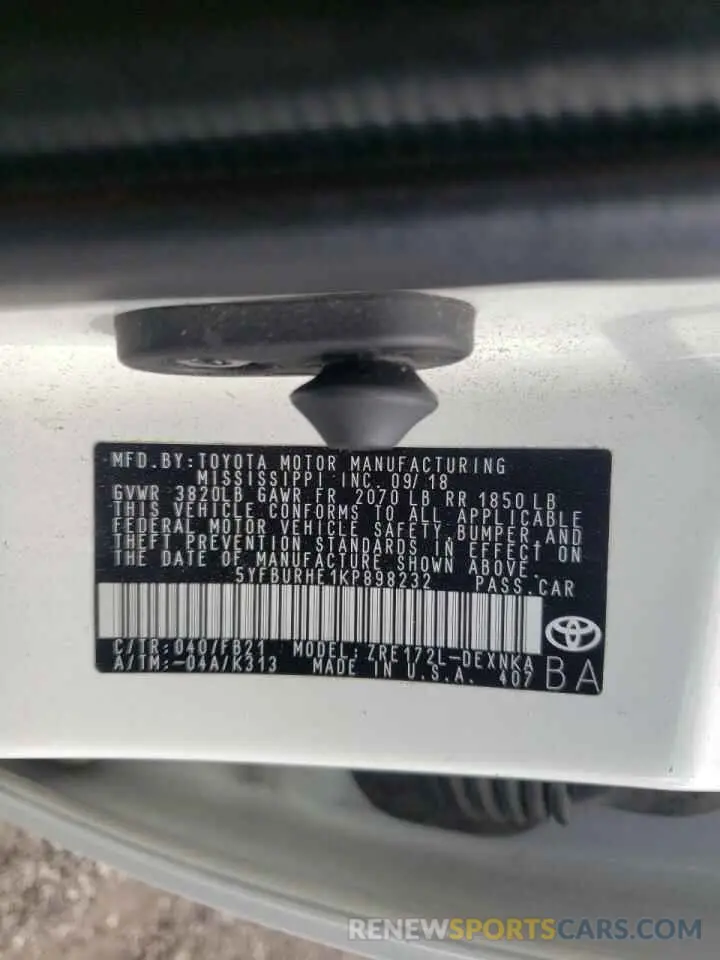 MFD.BY:TOYOTA MOTOR MANUFACTURING
MISSISSIPPI INC. 09/18
GVWR 3820LB GAWR FR 2070 LB RR 1850 LB
THIS VEHICLE CONFORMS TO ALL APPLICABLE
FEDERAL MOTOR VEHICLE SAFETY, BUMPER, AND
THEFT PREVENTION STANDARDS IN EFFECT ON
THE DATE OF MANUFACTURE SHOWN ABOVE.
5YFBURHE1KP898232 PASS.CAR
C/TR:040/FB21 MODEL:ZRE172L-DEXNKA
A/TM:-04A/K313 MADE IN U.S.A. 407 BA
RENEWSPORTSCARS.COM